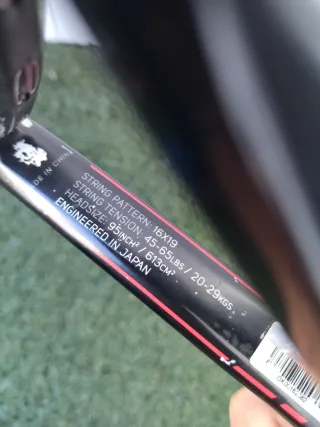 DE IN CHINA
STRING PATTERN: 16X19
STRING TENSION: 45-65LBS / 20-29KGS
HEADSIZE: 95INCH² / 613CM²
ENGINEERED IN JAPAN